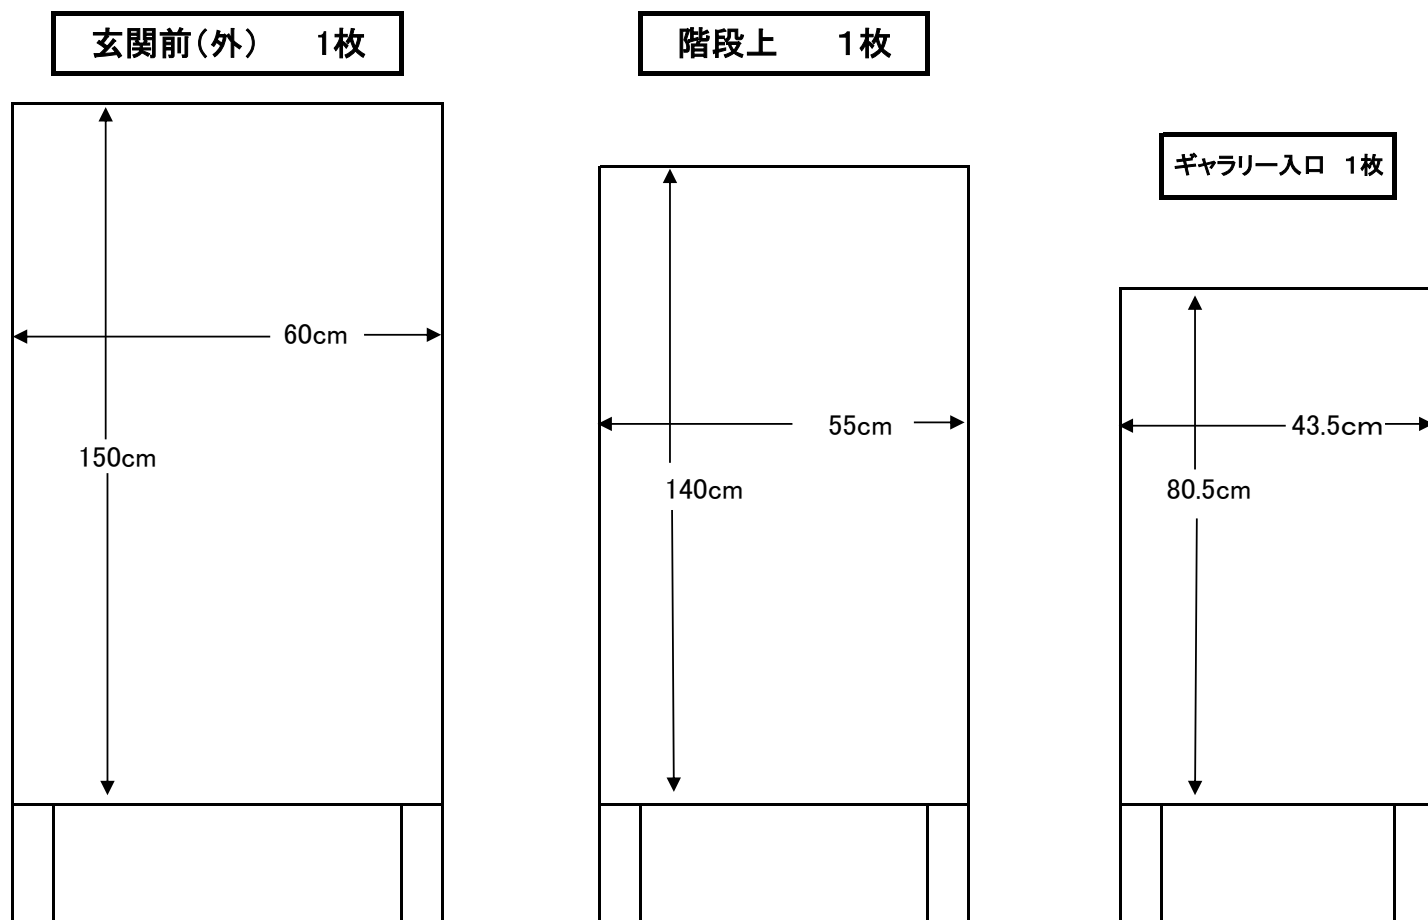 玄関前（外）　1枚
階段上　１枚
ギャラリー入口　１枚
60cm
150cm
55cm
140cm
43.5ｃｍ
80.5cm